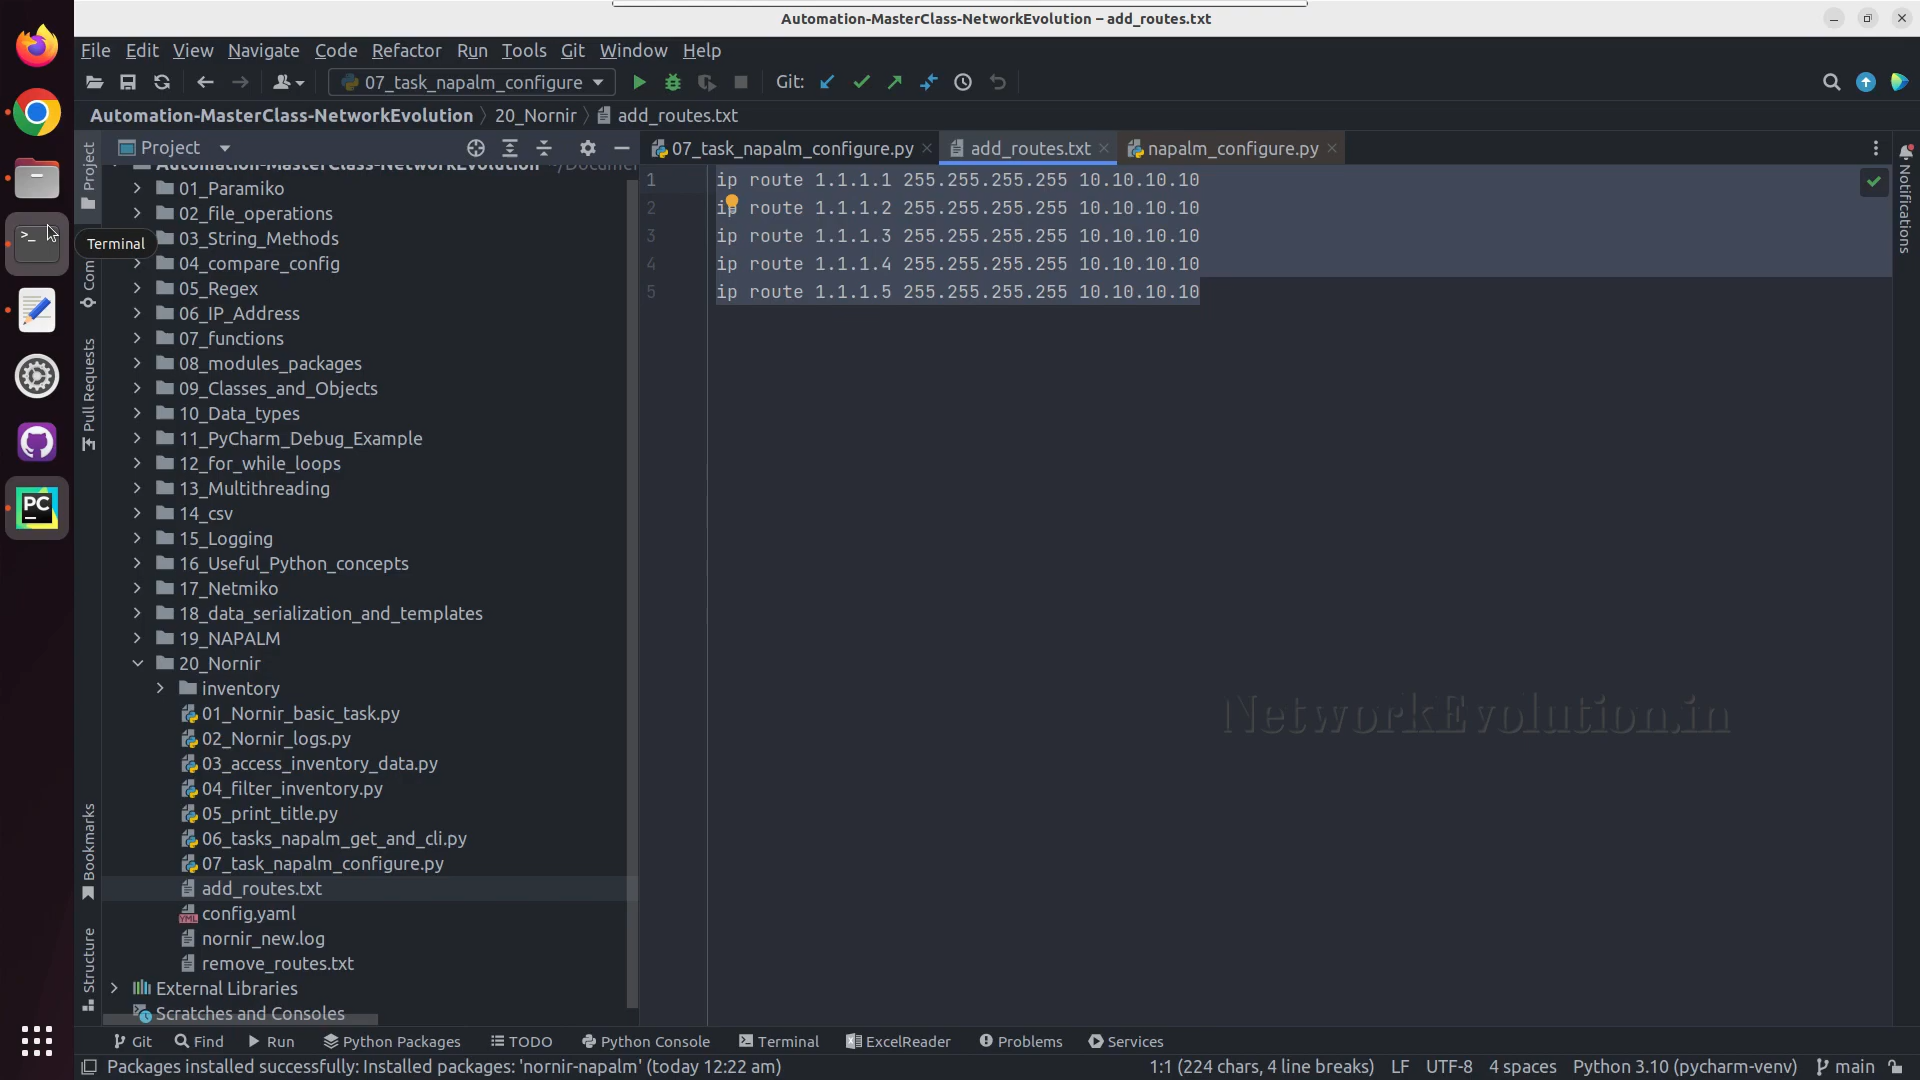 Automation-MasterClass-NetworkEvolution – add_routes.txt
File Edit View Navigate Code Refactor Run Tools Git Window Help
07_task_napalm_configure Git:
Automation-MasterClass-NetworkEvolution 20_Nornir add_routes.txt
Project
07_task_napalm_configure.py add_routes.txt napalm_configure.py
Automation-MasterClass-NetworkEvolution
01_Paramiko
02_file_operations
03_String_Methods
04_compare_config
05_Regex
06_IP_Address
07_functions
08_modules_packages
09_Classes_and_Objects
10_Data_types
11_PyCharm_Debug_Example
12_for_while_loops
13_Multithreading
14_csv
15_Logging
16_Useful_Python_concepts
17_Netmiko
18_data_serialization_and_templates
19_NAPALM
20_Nornir
inventory
01_Nornir_basic_task.py
02_Nornir_logs.py
03_access_inventory_data.py
04_filter_inventory.py
05_print_title.py
06_tasks_napalm_get_and_cli.py
07_task_napalm_configure.py
add_routes.txt
config.yaml
nornir_new.log
remove_routes.txt
External Libraries
Scratches and Consoles
1 ip route 1.1.1.1 255.255.255.255 10.10.10.10
2 ip route 1.1.1.2 255.255.255.255 10.10.10.10
3 ip route 1.1.1.3 255.255.255.255 10.10.10.10
4 ip route 1.1.1.4 255.255.255.255 10.10.10.10
5 ip route 1.1.1.5 255.255.255.255 10.10.10.10
NetworkEvolution.in
Terminal
Project
Com
Pull Requests
Bookmarks
Structure
Notifications
PC
Git Find Run Python Packages TODO Python Console Terminal ExcelReader Problems Services
Packages installed successfully: Installed packages: 'nornir-napalm' (today 12:22 am)
1:1 (224 chars, 4 line breaks) LF UTF-8 4 spaces Python 3.10 (pycharm-venv) main